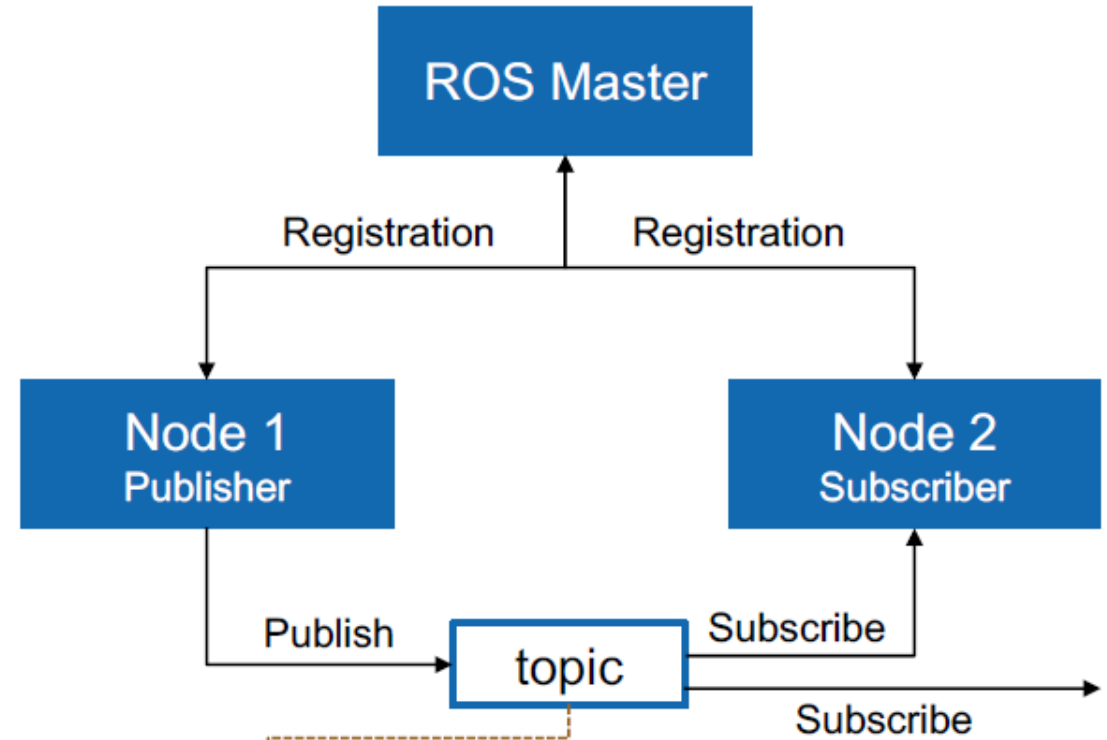 ROS Master
Registration
Registration
Node 1
Publisher
Node 2
Subscriber
Publish
topic
Subscribe
Subscribe